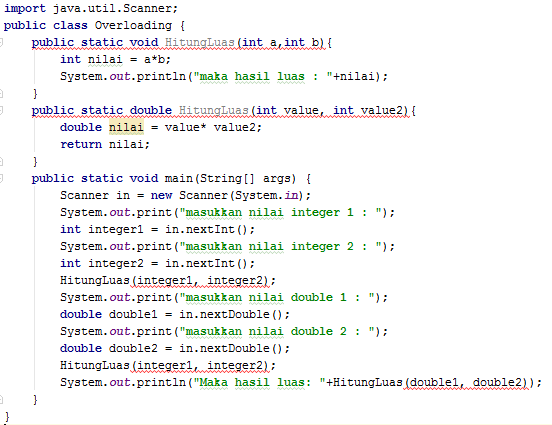 import java.util.Scanner;
public class Overloading {
    public static void HitungLuas(int a,int b){
        int nilai = a*b;
        System.out.println("maka hasil luas : "+nilai);
    }
    public static double HitungLuas(int value, int value2){
        double nilai = value* value2;
        return nilai;
    }
    public static void main(String[] args) {
        Scanner in = new Scanner(System.in);
        System.out.print("masukkan nilai integer 1 : ");
        int integer1 = in.nextInt();
        System.out.print("masukkan nilai integer 2 : ");
        int integer2 = in.nextInt();
        HitungLuas(integer1, integer2);
        System.out.print("masukkan nilai double 1 : ");
        double double1 = in.nextDouble();
        System.out.print("masukkan nilai double 2 : ");
        double double2 = in.nextDouble();
        HitungLuas(integer1, integer2);
        System.out.println("Maka hasil luas: "+HitungLuas(double1, double2));
    }
}